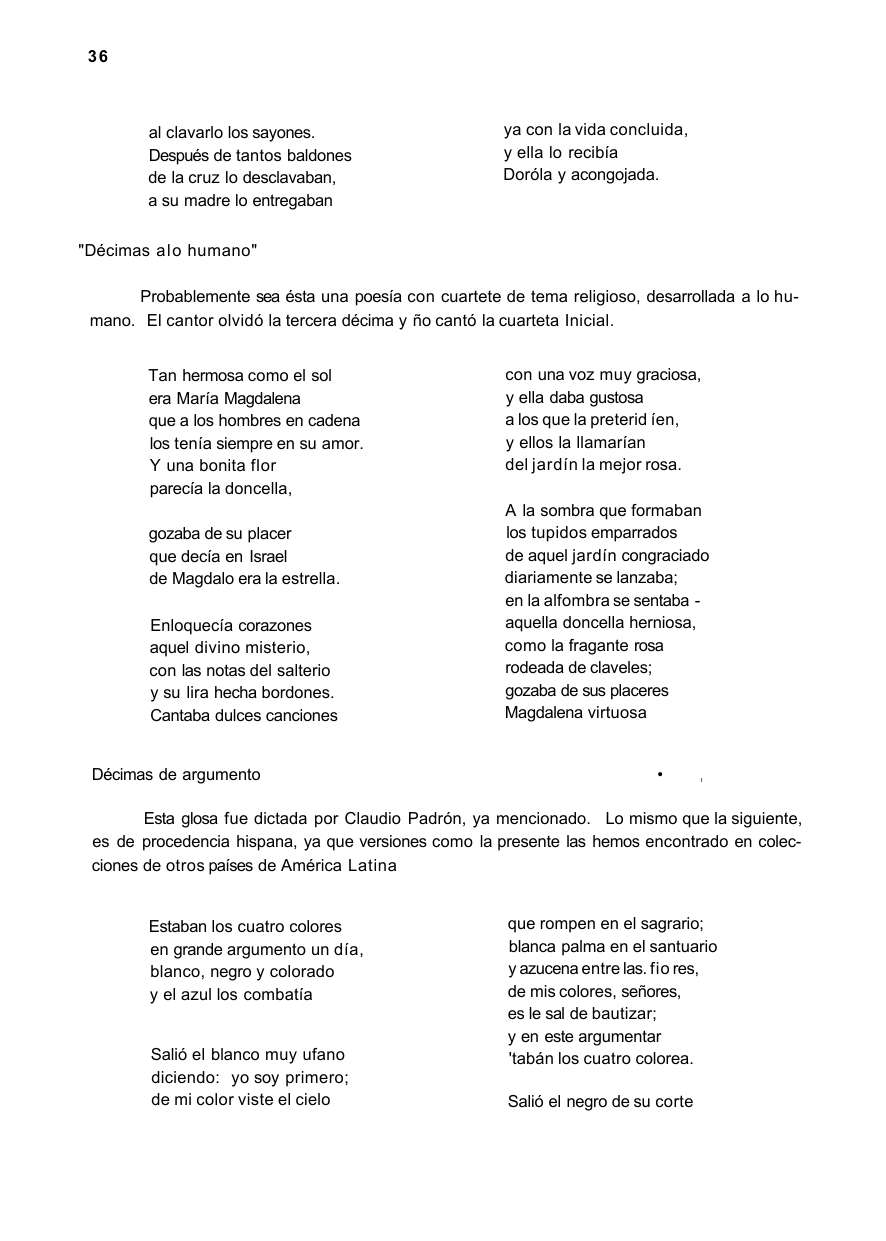 36
al clavarlo los sayones.
Después de tantos baldones
de la cruz lo desclavaban,
a su madre lo entregaban
ya con la vida concluida,
y ella lo recibía
Doróla y acongojada.
"Décimas alo humano"
Probablemente sea ésta una poesía con cuartete de tema religioso, desarrollada a lo hu-
mano. El cantor olvidó la tercera décima y ño cantó la cuarteta Inicial.
Tan hermosa como el sol
era María Magdalena
que a los hombres en cadena
los tenía siempre en su amor.
Y una bonita flor
parecía la doncella,
gozaba de su placer
que decía en Israel
de Magdalo era la estrella.
Enloquecía corazones
aquel divino misterio,
con las notas del salterio
y su lira hecha bordones.
Cantaba dulces canciones
con una voz muy graciosa,
y ella daba gustosa
a los que la preterid íen,
y ellos la llamarían
del jardín la mejor rosa.
A la sombra que formaban
los tupidos emparrados
de aquel jardín congraciado
diariamente se lanzaba;
en la alfombra se sentaba -
aquella doncella herniosa,
como la fragante rosa
rodeada de claveles;
gozaba de sus placeres
Magdalena virtuosa
Décimas de argumento
Esta glosa fue dictada por Claudio Padrón, ya mencionado. Lo mismo que la siguiente,
es de procedencia hispana, ya que versiones como la presente las hemos encontrado en colec-
ciones de otros países de América Latina
Estaban los cuatro colores
en grande argumento un día,
blanco, negro y colorado
y el azul los combatía
Salió el blanco muy ufano
diciendo: yo soy primero;
de mi color viste el cielo
que rompen en el sagrario;
blanca palma en el santuario
y azucena entre las. fio res,
de mis colores, señores,
es le sal de bautizar;
y en este argumentar
'tabán los cuatro colorea.
Salió el negro de su corte